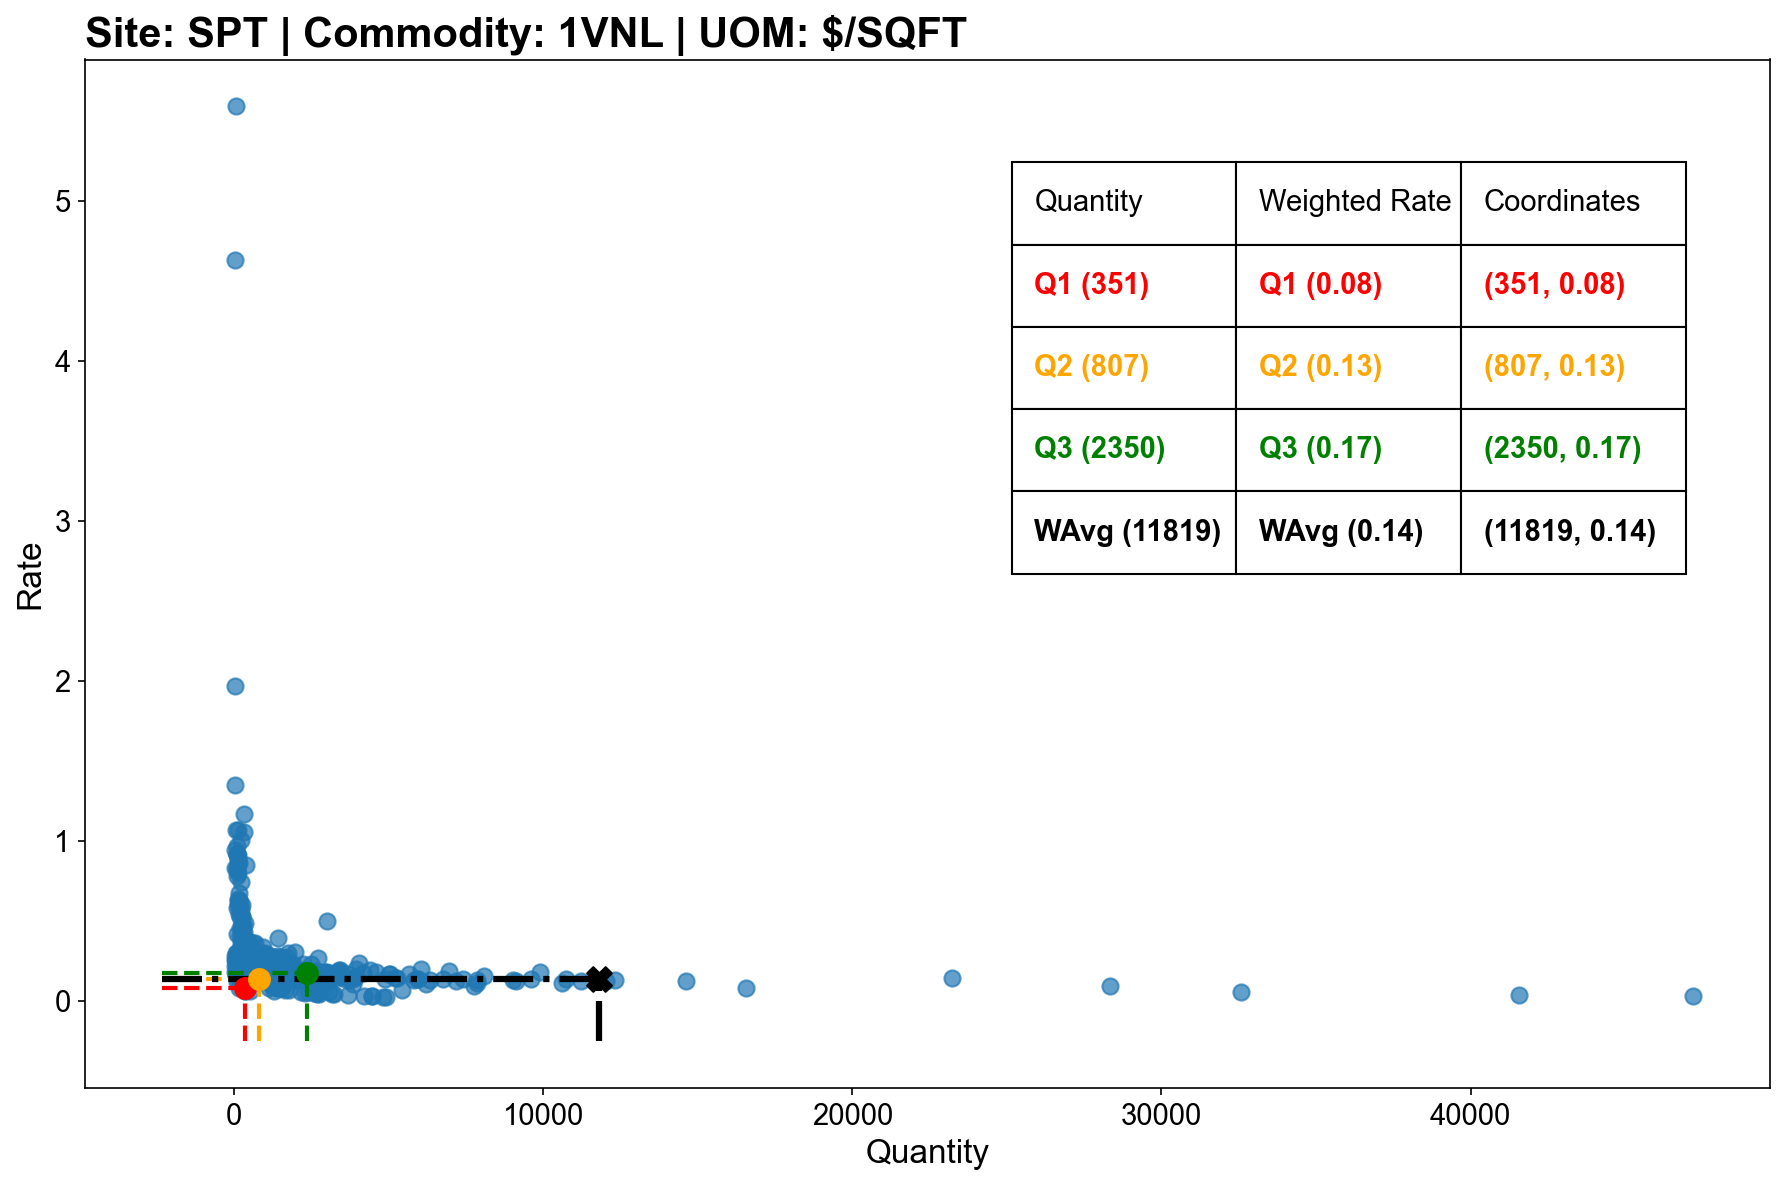 Site: SPT | Commodity: 1VNL | UOM: $/SQFT
Rate
5
4
3
2
1
0
Quantity Weighted Rate Coordinates
Q1 (351) Q1 (0.08) (351, 0.08)
Q2 (807) Q2 (0.13) (807, 0.13)
Q3 (2350) Q3 (0.17) (2350, 0.17)
WAvg (11819) WAvg (0.14) (11819, 0.14)
0 10000 20000 30000 40000
Quantity